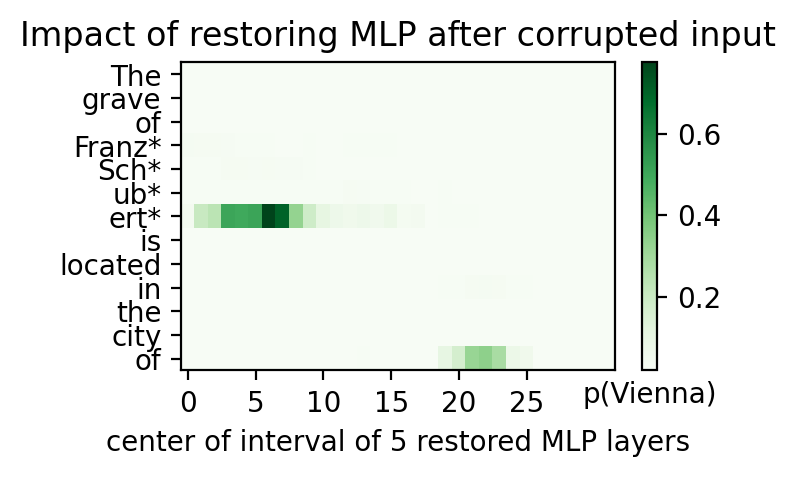 Impact of restoring MLP after corrupted input
The
grave
of
Franz*
Sch*
ub*
ert*
is
located
in
the
city
of
0.6
0.4
0.2
0 5 10 15 20 25
p(Vienna)
center of interval of 5 restored MLP layers